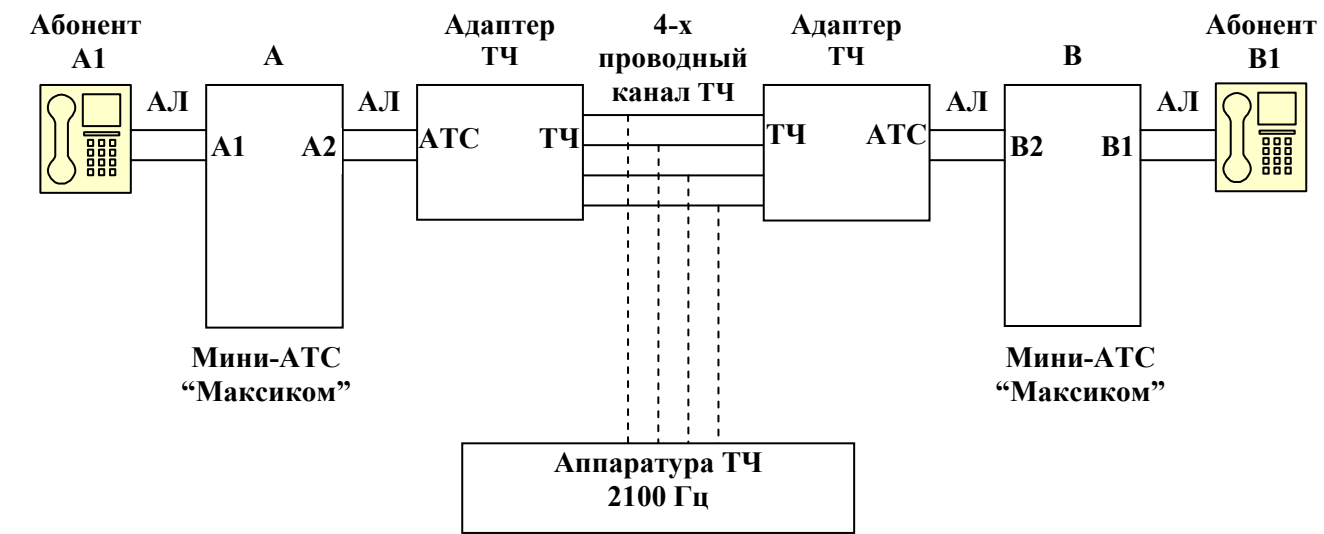 Абонент
А1
А
Адаптер
ТЧ
4-х
проводный
канал ТЧ
Адаптер
ТЧ
В
Абонент
В1
АЛ
АЛ
АЛ
АЛ
А1
А2
АТС
ТЧ
ТЧ
АТС
В2
В1
Мини-АТС
“Максиком”
Мини-АТС
“Максиком”
Аппаратура ТЧ
2100 Гц